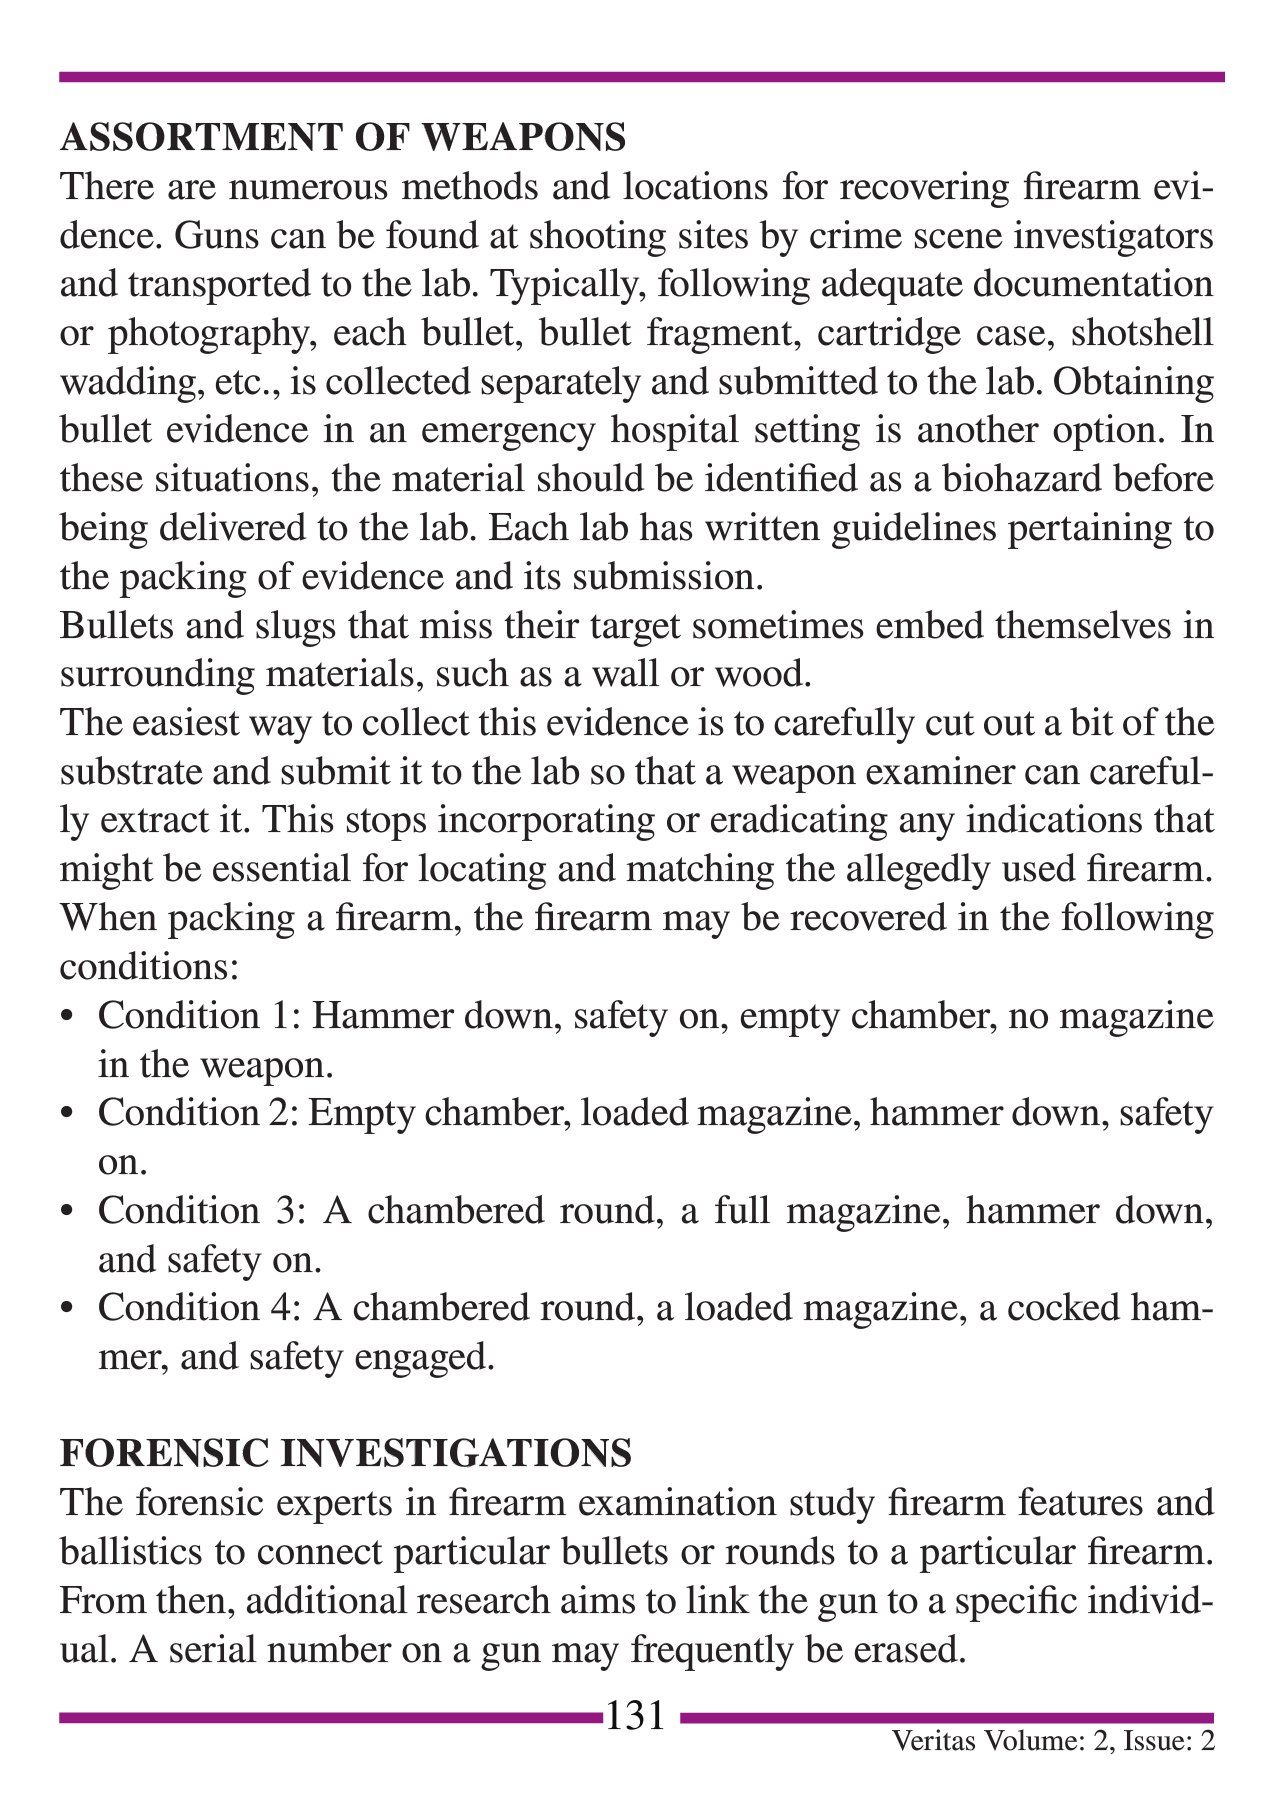 ASSORTMENT OF WEAPONS
There are numerous methods and locations for recovering firearm evi-
dence. Guns can be found at shooting sites by crime scene investigators
and transported to the lab. Typically, following adequate documentation
or photography, each bullet, bullet fragment, cartridge case, shotshell
wadding, etc., is collected separately and submitted to the lab. Obtaining
bullet evidence in an emergency hospital setting is another option. In
these situations, the material should be identified as a biohazard before
being delivered to the lab. Each lab has written guidelines pertaining to
the packing of evidence and its submission.
Bullets and slugs that miss their target sometimes embed themselves in
surrounding materials, such as a wall or wood.
The easiest way to collect this evidence is to carefully cut out a bit of the
substrate and submit it to the lab so that a weapon examiner can careful-
ly extract it. This stops incorporating or eradicating any indications that
might be essential for locating and matching the allegedly used firearm.
When packing a firearm, the firearm may be recovered in the following
conditions:
• Condition 1: Hammer down, safety on, empty chamber, no magazine
in the weapon.
• Condition 2: Empty chamber, loaded magazine, hammer down, safety
on.
• Condition 3: A chambered round, a full magazine, hammer down,
and safety on.
• Condition 4: A chambered round, a loaded magazine, a cocked ham-
mer, and safety engaged.
FORENSIC INVESTIGATIONS
The forensic experts in firearm examination study firearm features and
ballistics to connect particular bullets or rounds to a particular firearm.
From then, additional research aims to link the gun to a specific individ-
ual. A serial number on a gun may frequently be erased.
131
Veritas Volume: 2, Issue: 2